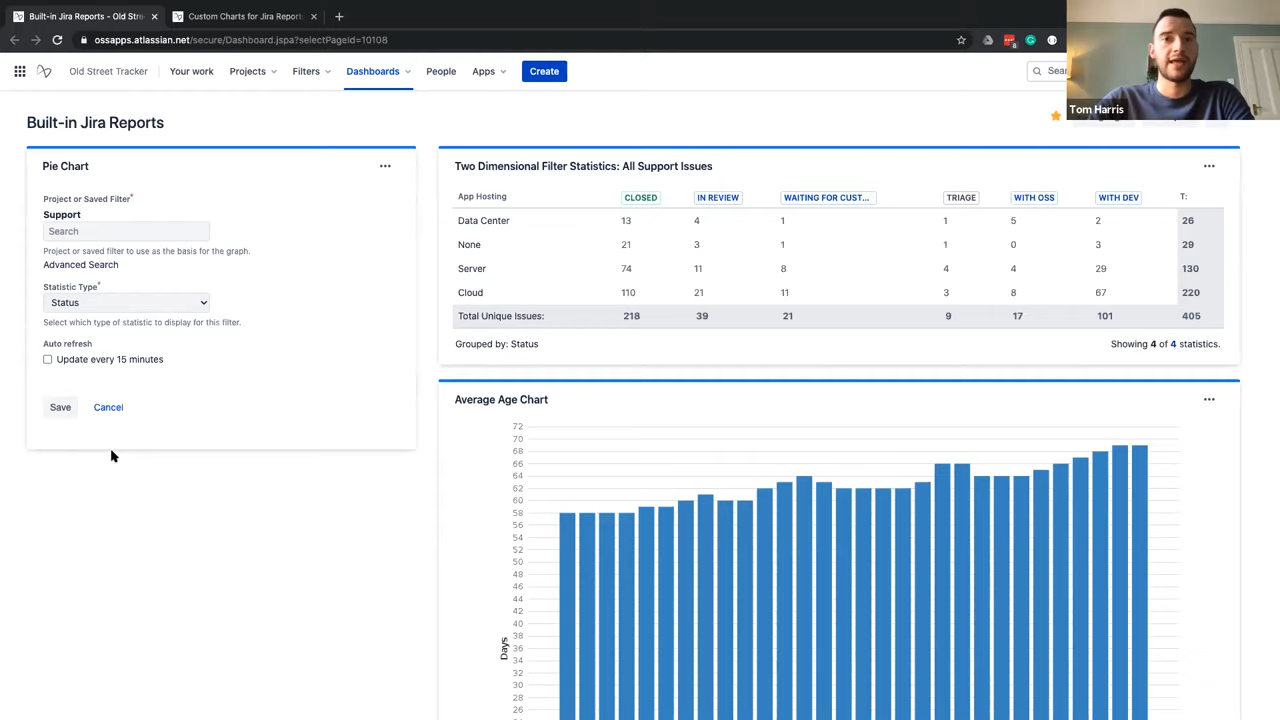 Built-in Jira Reports - Old Stre
Custom Charts for Jira Report
ossapps.atlassian.net/secure/Dashboard.jspa?selectPageId=10108
Old Street Tracker
Your work
Projects
Filters
Dashboards
People
Apps
Create
Sear
Tom Harris
Built-in Jira Reports
Pie Chart
Project or Saved Filter*
Support
Search
Project or saved filter to use as the basis for the graph.
Advanced Search
Statistic Type*
Status
Select which type of statistic to display for this filter.
Auto refresh
Update every 15 minutes
Save Cancel
Two Dimensional Filter Statistics: All Support Issues
App Hosting CLOSED IN REVIEW WAITING FOR CUST... TRIAGE WITH OSS WITH DEV T:
Data Center 13 4 1 1 5 2 26
None 21 3 1 1 0 3 29
Server 74 11 8 4 4 29 130
Cloud 110 21 11 3 8 67 220
Total Unique Issues: 218 39 21 9 17 101 405
Grouped by: Status
Showing 4 of 4 statistics.
Average Age Chart
72
70
68
66
64
62
60
58
56
54
52
50
48
46
44
42
40
38
36
34
32
30
28
26
Days